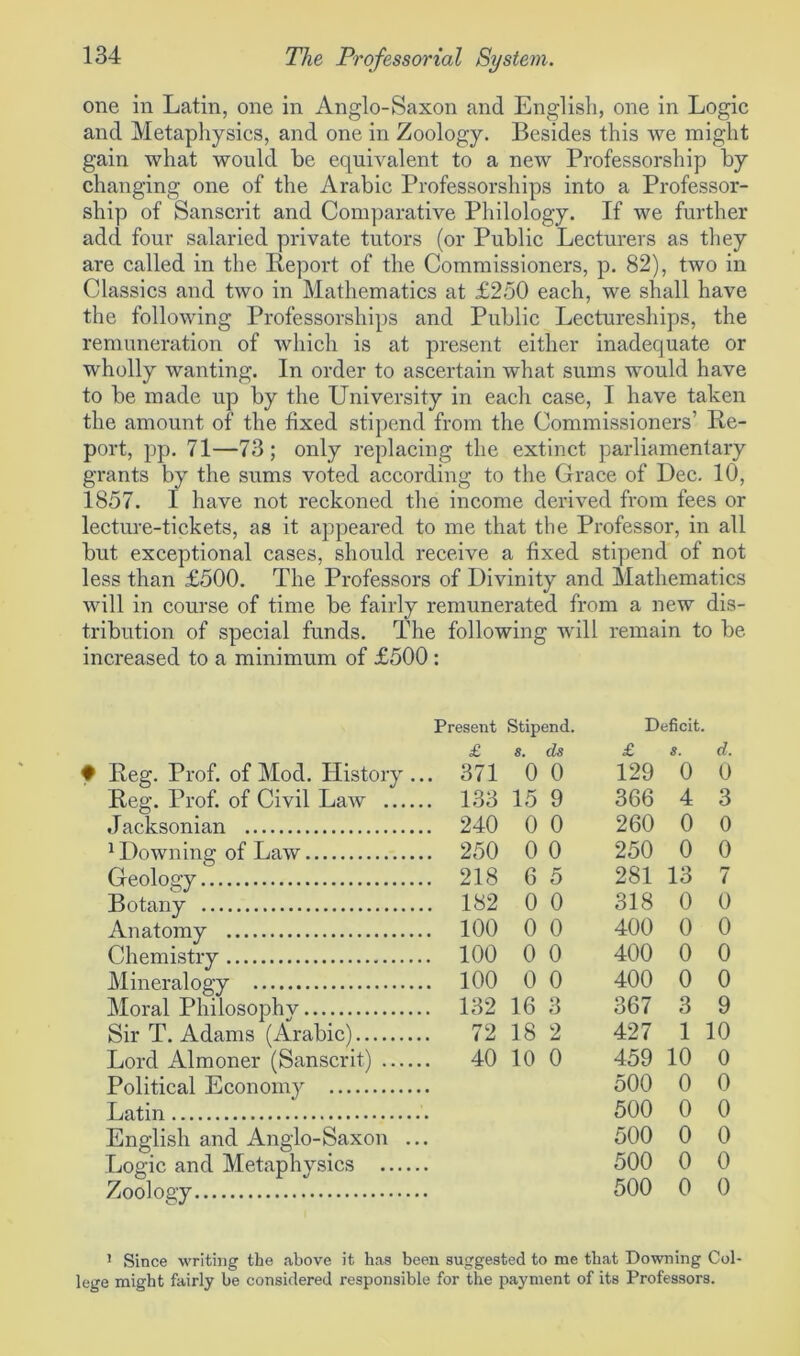 134 The Professorial System.
one in Latin, one in Anglo-Saxon and English, one in Logic
and Metaphysics, and one in Zoology. Besides this we might
gain what would be equivalent to a new Professorship by
changing one of the Arabic Professorships into a Professor-
ship of Sanscrit and Comparative Philology. If we further
add four salaried private tutors (or Public Lecturers as they
are called in the Report of the Commissioners, p. 82), two in
Classics and two in Mathematics at £250 each, we shall have
the following Professorships and Public Lectureships, the
remuneration of which is at present either inadequate or
wholly wanting. In order to ascertain what sums would have
to be made up by the University in each case, I have taken
the amount of the fixed stipend from the Commissioners' Re-
port, pp. 71—73; only replacing the extinct parliamentary
grants by the sums voted according to the Grace of Dec. 10,
1857. I have not reckoned the income derived from fees or
lecture-tickets, as it appeared to me that the Professor, in all
but exceptional cases, should receive a fixed stipend of not
less than £500. The Professors of Divinity and Mathematics
will in course of time be fairly remunerated from a new dis-
tribution of special funds. The following will remain to be
increased to a minimum of £500:
Present Stipend. Deficit.
£ s. ds £ s. d.
Reg. Prof. of Mod. History ... 371 0 0 129 0 0
Reg. Prof. of Civil Law ...... 133 15 9 366 4 3
Jacksonian ........................ 240 0 0 260 0 0
¹ Downing of Law................ 250 0 0 250 0 0
Geology............................. 218 6 5 281 13 7
Botany ............................. 182 0 0 318 0 0
Anatomy .......................... 100 0 0 400 0 0
Chemistry.......................... 100 0 0 400 0 0
Mineralogy ....................... 100 0 0 400 0 0
Moral Philosophy................ 132 16 3 367 3 9
Sir T. Adams (Arabic).......... 72 18 2 427 1 10
Lord Almoner (Sanscrit) ...... 40 10 0 459 10 0
Political Economy ............. 500 0 0
Latin................................. 500 0 0
English and Anglo-Saxon ... 500 0 0
Logic and Metaphysics ...... 500 0 0
Zoology............................. 500 0 0
¹ Since writing the above it has been suggested to me that Downing Col-
lege might fairly be considered responsible for the payment of its Professors.